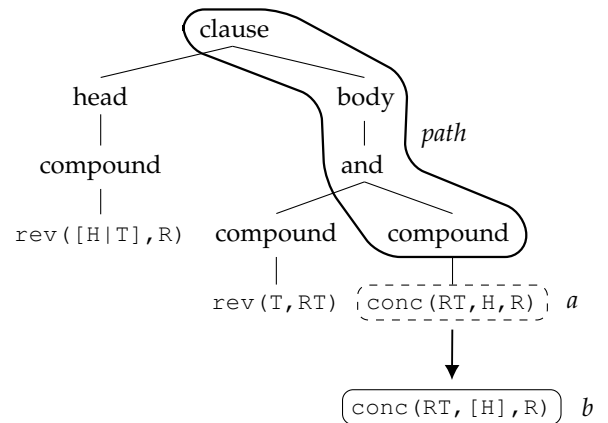 clause
head body
path
compound and
rev([H|T],R) compound compound
rev(T,RT) conc(RT,H,R) a
conc(RT,[H],R) b